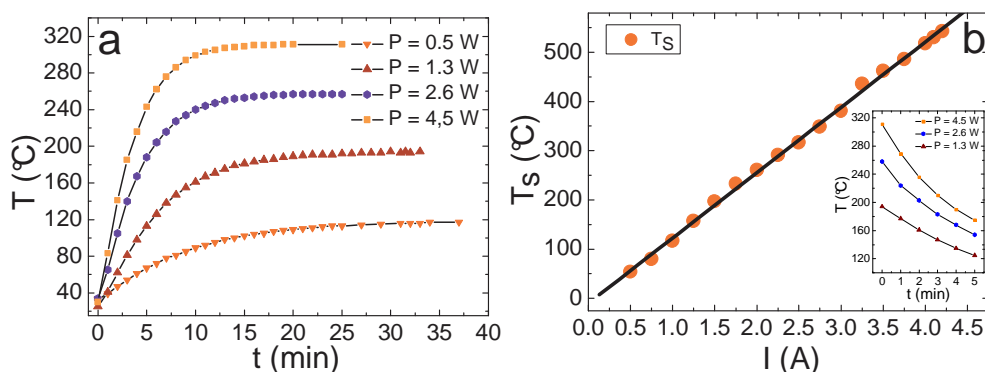 a
P = 0.5 W
P = 1.3 W
P = 2.6 W
P = 4,5 W
320
280
240
200
160
120
80
40
T (°C)
0 5 10 15 20 25 30 35 40
t (min)
b
T_S
500
400
300
200
100
0
T_S (°C)
0.0 0.5 1.0 1.5 2.0 2.5 3.0 3.5 4.0 4.5
I (A)
P = 4.5 W
P = 2.6 W
P = 1.3 W
320
280
240
200
160
120
T (°C)
0 1 2 3 4 5
t (min)